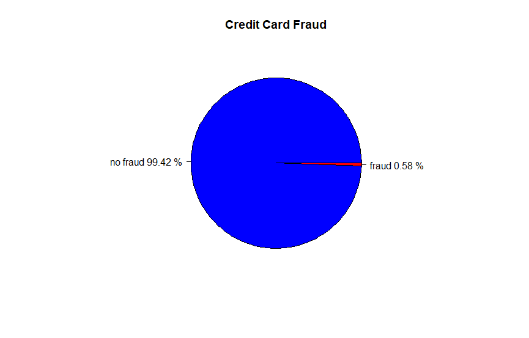 Credit Card Fraud
no fraud 99.42 %
fraud 0.58 %